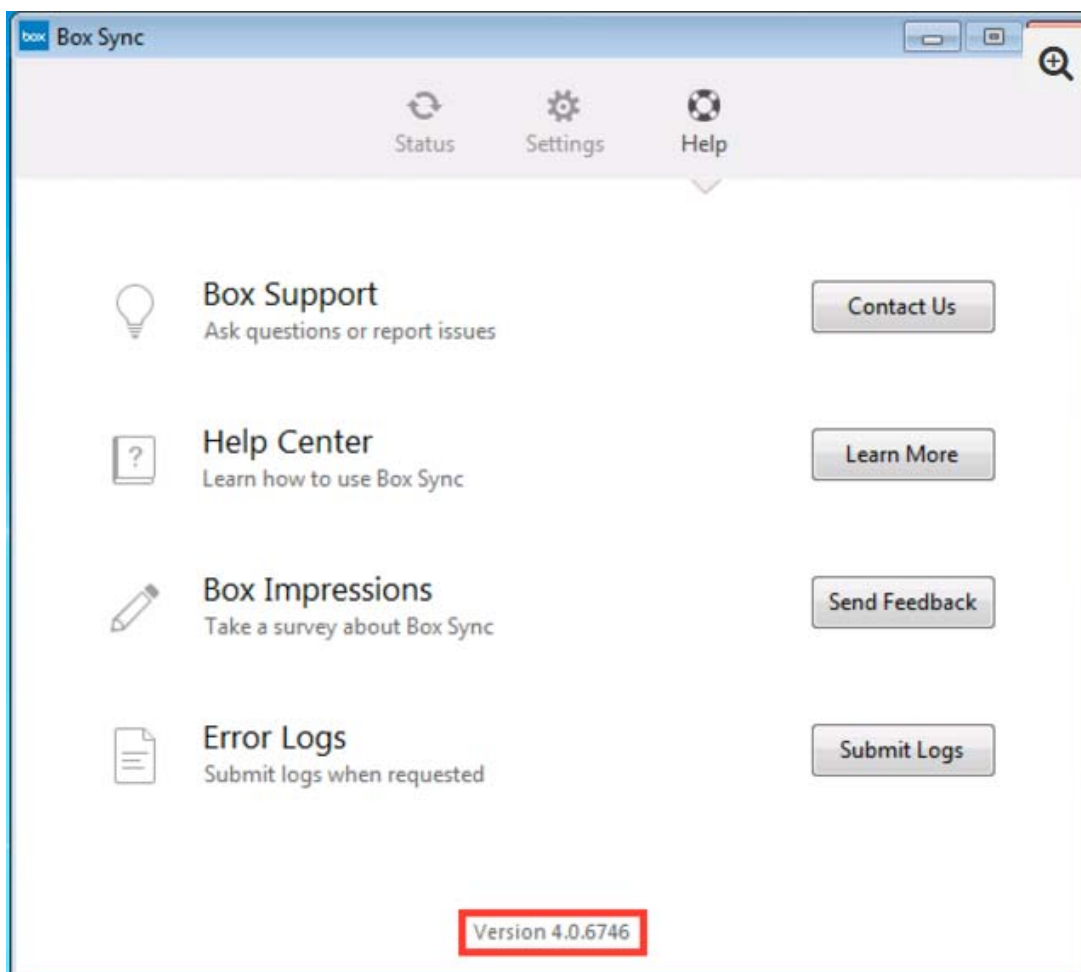 box Box Sync
Status Settings Help
Box Support
Ask questions or report issues
Contact Us
?
Help Center
Learn how to use Box Sync
Learn More
Box Impressions
Take a survey about Box Sync
Send Feedback
Error Logs
Submit logs when requested
Submit Logs
Version 4.0.6746